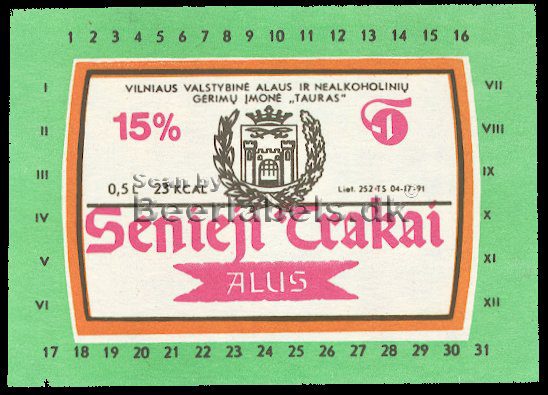 1 2 3 4 5 6 7 8 9 10 11 12 13 14 15 16
I VII
VILNIAUS VALSTYBINĖ ALAUS IR NEALKOHOLINIŲ
GĖRIMŲ ĮMONĖ „TAURAS"
II 15% T VIII
III IX
Scan by
0,5 L 23 KCAL Liet. 252-TS 04-17-91
Beerlabels.dk ©
IV X
Senieji Trakai
V XI
ALUS
VI XII
17 18 19 20 21 22 23 24 25 26 27 28 29 30 31